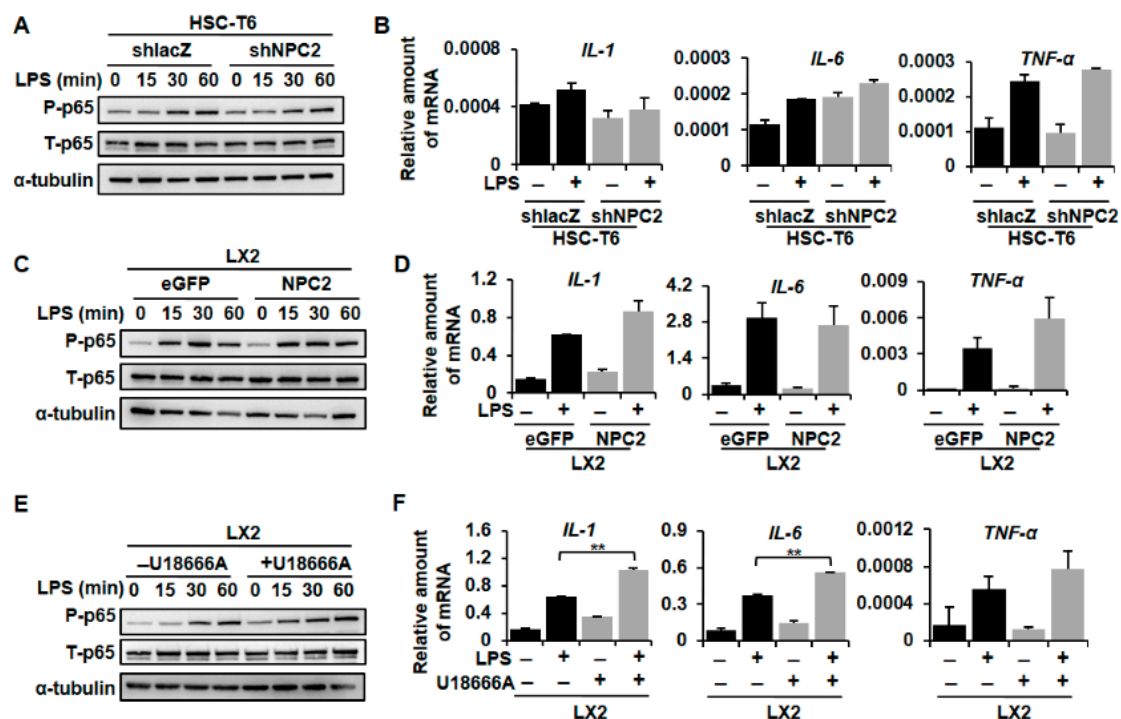 A
HSC-T6
shlacZ shNPC2
LPS (min) 0 15 30 60 0 15 30 60
P-p65
T-p65
α-tubulin
B
Relative amount of mRNA
0.0008
0.0004
0
IL-1
LPS – + – +
shlacZ shNPC2
HSC-T6
0.0003
0.0002
0.0001
0
IL-6
– + – +
shlacZ shNPC2
HSC-T6
0.0003
0.0002
0.0001
0
TNF-α
– + – +
shlacZ shNPC2
HSC-T6
C
LX2
eGFP NPC2
LPS (min) 0 15 30 60 0 15 30 60
P-p65
T-p65
α-tubulin
D
Relative amount of mRNA
1.2
0.8
0.4
0
IL-1
LPS – + – +
eGFP NPC2
LX2
4.2
2.8
1.4
0
IL-6
– + – +
eGFP NPC2
LX2
0.009
0.006
0.003
0
TNF-α
– + – +
eGFP NPC2
LX2
E
LX2
–U18666A +U18666A
LPS (min) 0 15 30 60 0 15 30 60
P-p65
T-p65
α-tubulin
F
Relative amount of mRNA
1.6
1.2
0.8
0.4
0
IL-1
**
LPS – + – +
U18666A – – + +
LX2
0.9
0.6
0.3
0
IL-6
**
– + – +
– – + +
LX2
0.0012
0.0008
0.0004
0
TNF-α
– + – +
– – + +
LX2